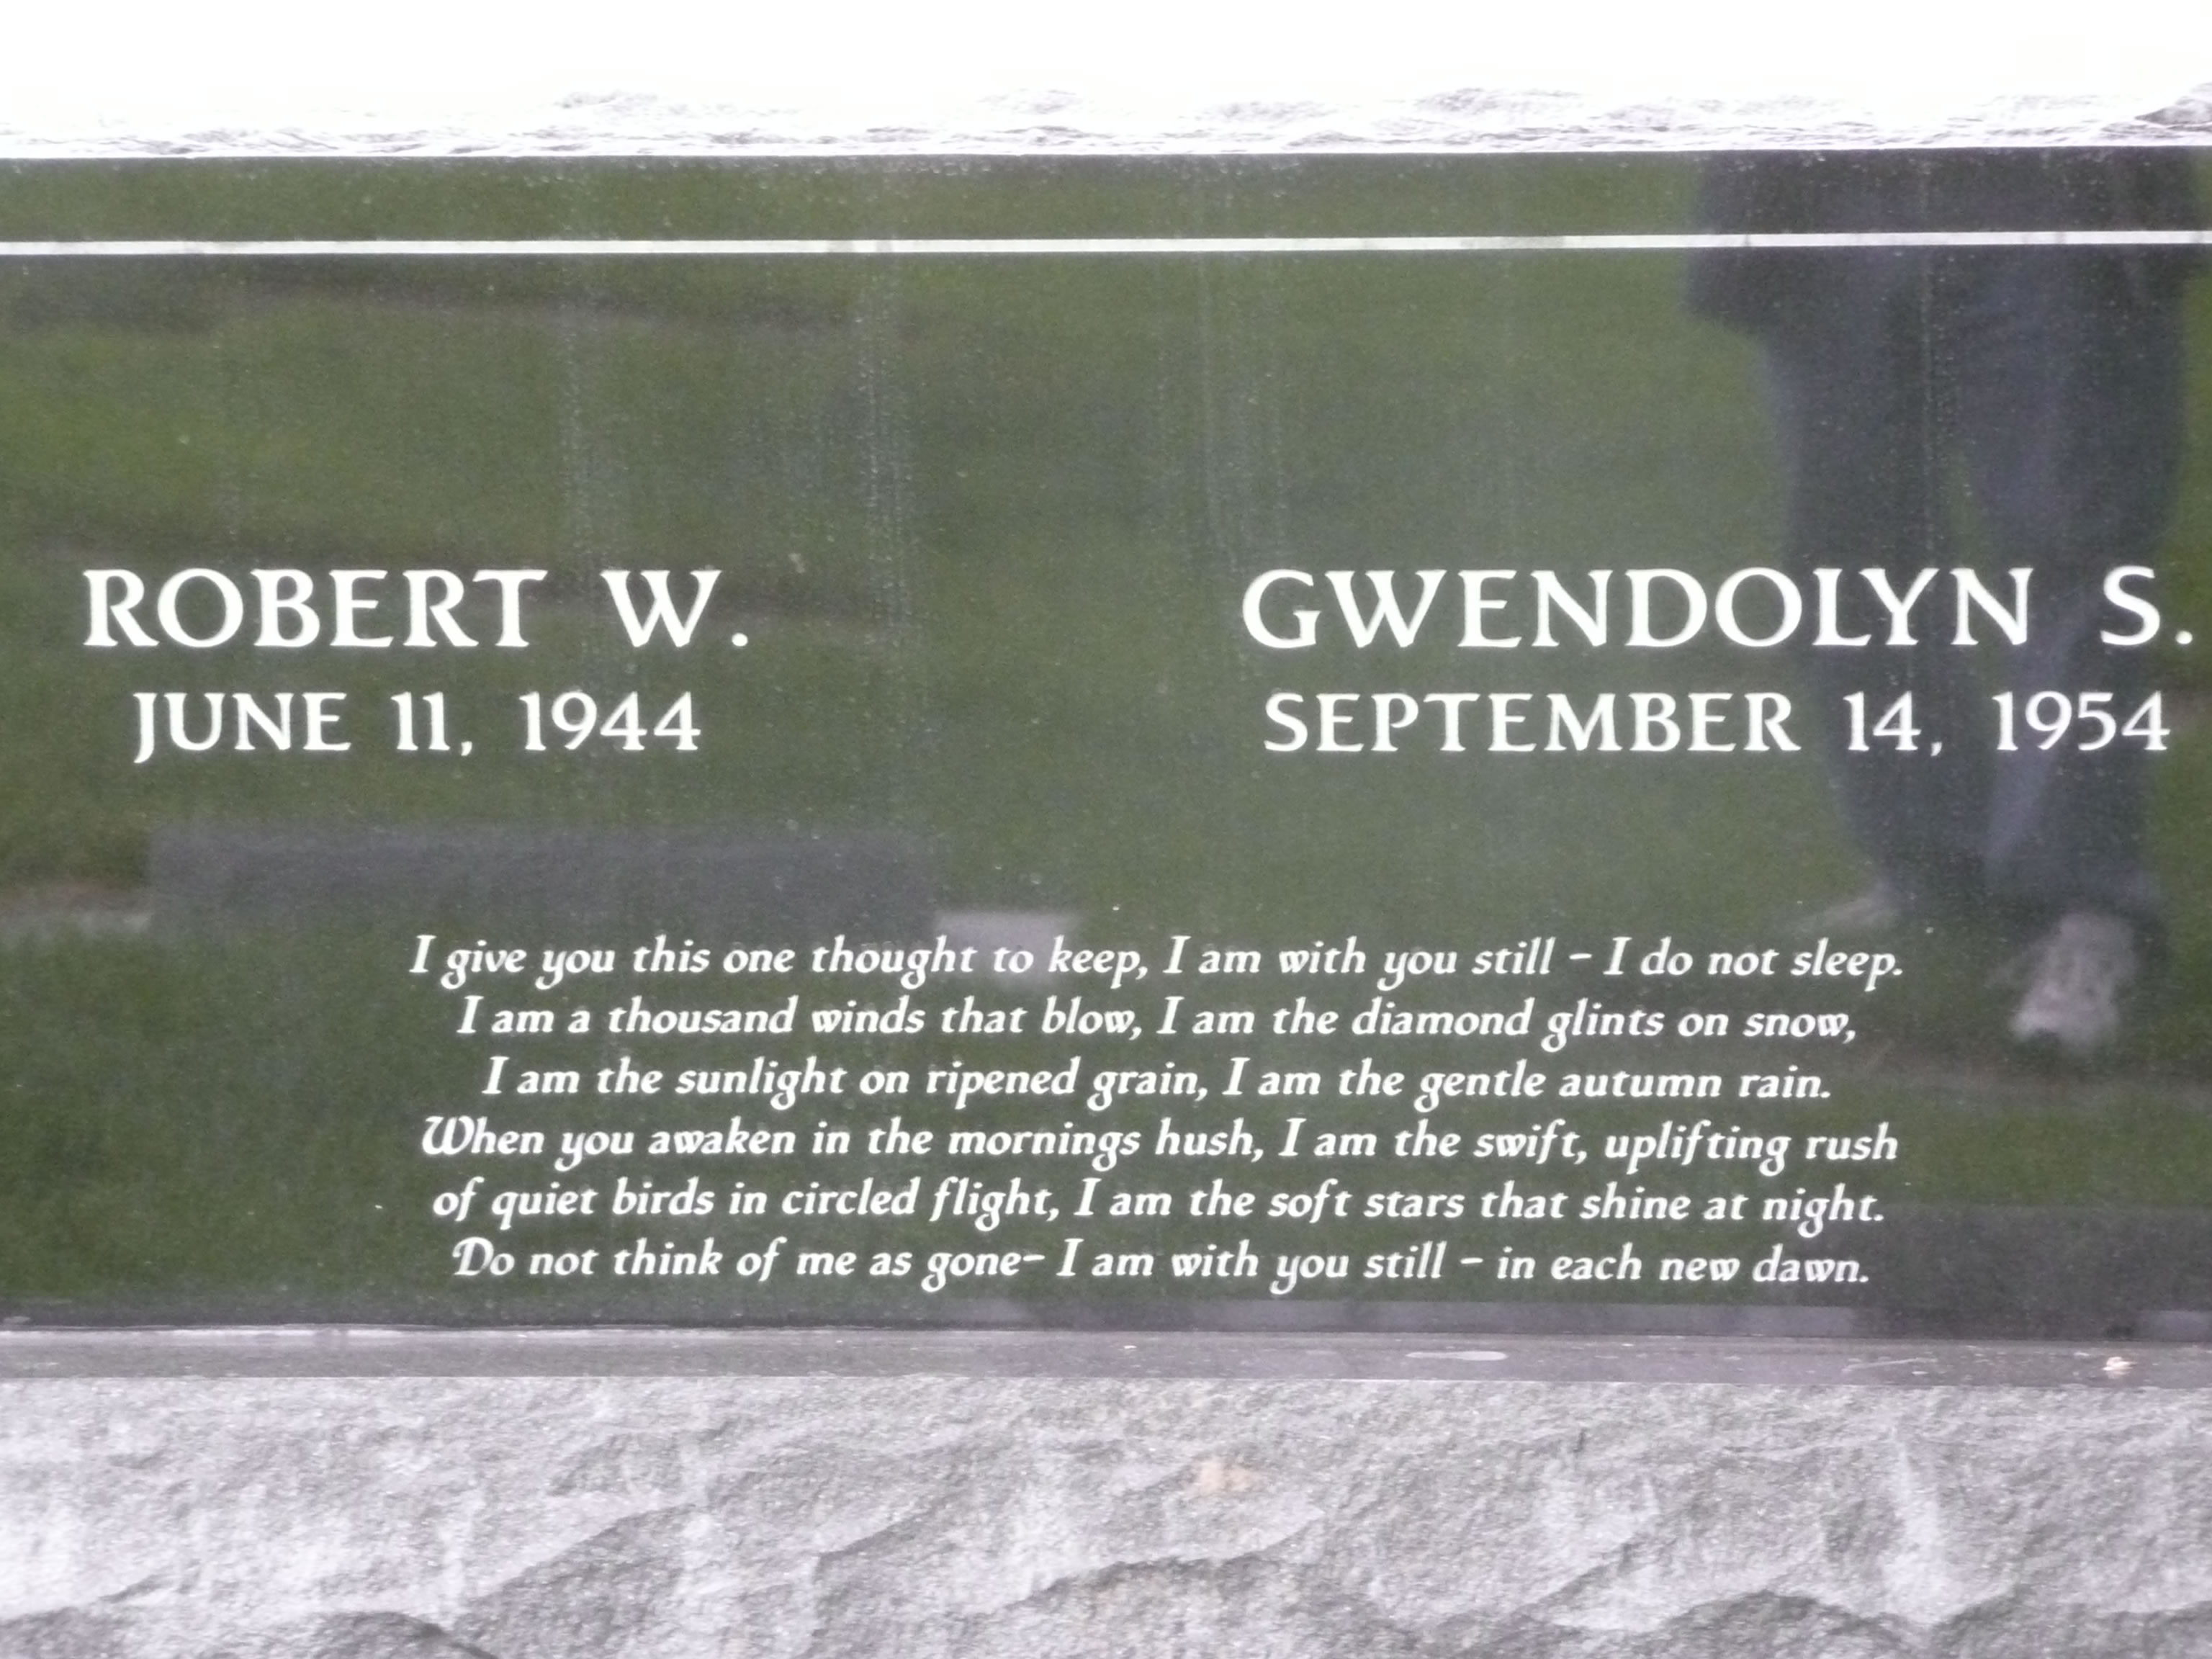 ROBERT W. GWENDOLYN S.
JUNE 11, 1944 SEPTEMBER 14, 1954
I give you this one thought to keep, I am with you still - I do not sleep.
I am a thousand winds that blow, I am the diamond glints on snow,
I am the sunlight on ripened grain, I am the gentle autumn rain.
When you awaken in the mornings hush, I am the swift, uplifting rush
of quiet birds in circled flight, I am the soft stars that shine at night.
Do not think of me as gone- I am with you still - in each new dawn.